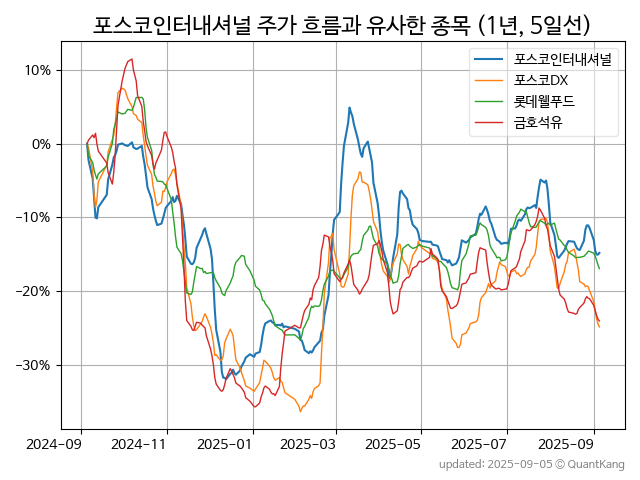 포스코인터내셔널 주가 흐름과 유사한 종목 (1년, 5일선)
포스코인터내셔널
포스코DX
롯데웰푸드
금호석유
10%
0%
−10%
−20%
−30%
2024-09
2024-11
2025-01
2025-03
2025-05
2025-07
2025-09
updated: 2025-09-05 © QuantKang